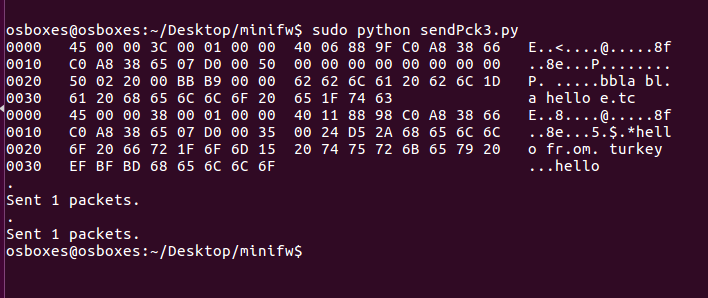 osboxes@osboxes:~/Desktop/minifw$ sudo python sendPck3.py
0000   45 00 00 3C 00 01 00 00  40 06 88 9F C0 A8 38 66   E..<....@.....8f
0010   C0 A8 38 65 07 D0 00 50  00 00 00 00 00 00 00 00   ..8e...P........
0020   50 02 20 00 BB B9 00 00  62 62 6C 61 20 62 6C 1D   P. .....bbla bl.
0030   61 20 68 65 6C 6C 6F 20  65 1F 74 63               a hello e.tc
0000   45 00 00 38 00 01 00 00  40 11 88 98 C0 A8 38 66   E..8....@.....8f
0010   C0 A8 38 65 07 D0 00 35  00 24 D5 2A 68 65 6C 6C   ..8e...5.$.*hell
0020   6F 20 66 72 1F 6F 6D 15  20 74 75 72 6B 65 79 20   o fr.om. turkey 
0030   EF BF BD 68 65 6C 6C 6F                            ...hello
.
Sent 1 packets.
.
Sent 1 packets.
osboxes@osboxes:~/Desktop/minifw$